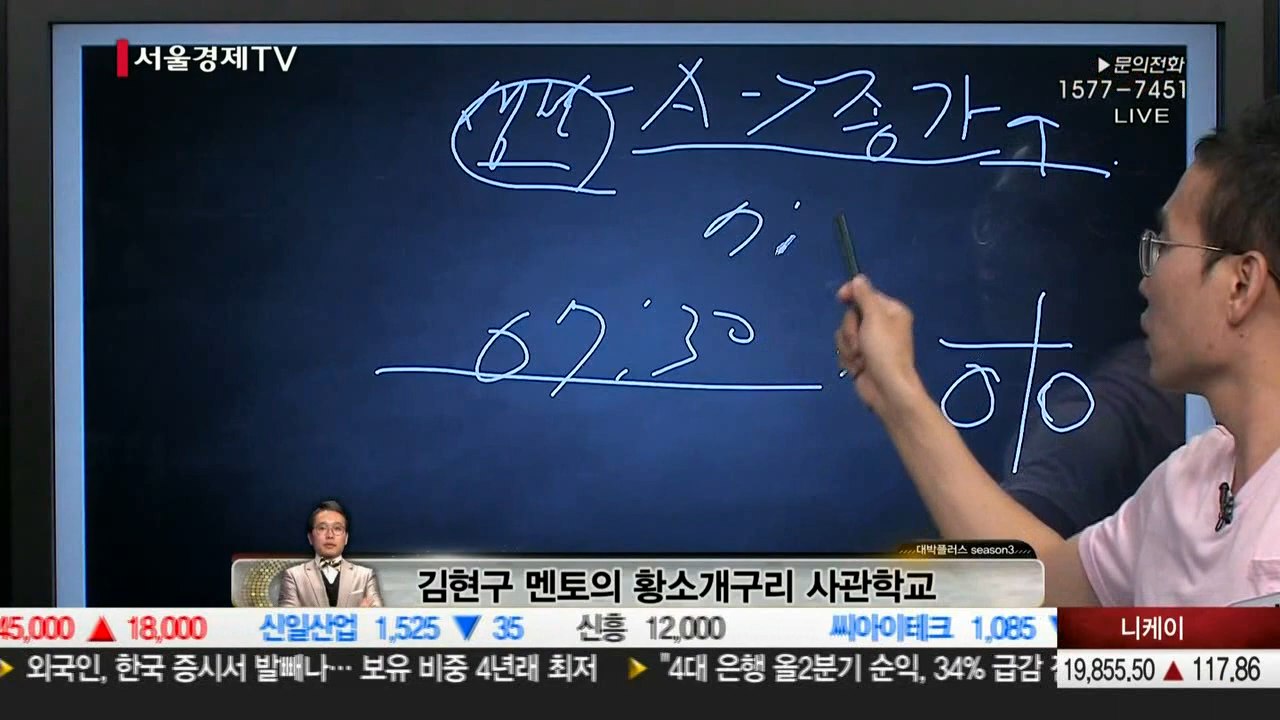 서울경제TV
▶문의전화
1577-7451
LIVE
A -> 종가
07:30
대박플러스 season3
김현구 멘토의 황소개구리 사관학교
45,000 ▲ 18,000 신일산업 1,525 ▼ 35 신흥 12,000 씨아이테크 1,085 ▼
니케이
외국인, 한국 증시서 발빼나… 보유 비중 4년래 최저 "4대 은행 올2분기 순익, 34% 급감
19,855.50 ▲ 117.86